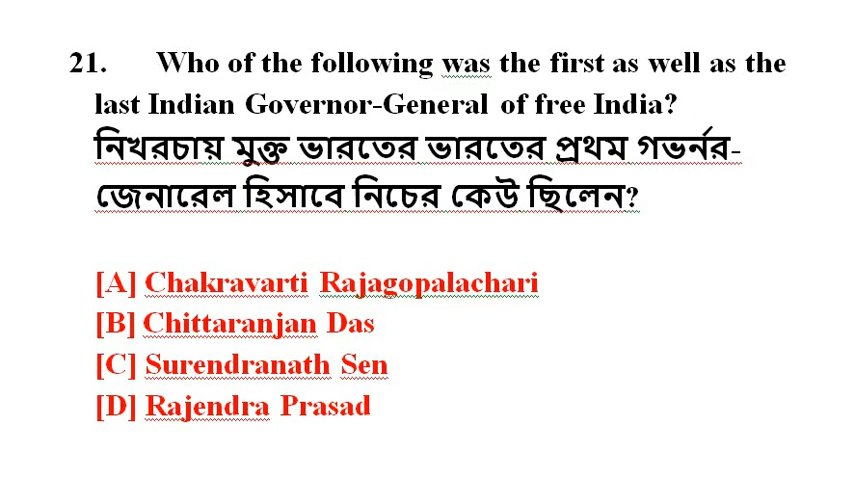 21. Who of the following was the first as well as the
last Indian Governor-General of free India?
নিখরচায় মুক্ত ভারতের ভারতের প্রথম গভর্নর-
জেনারেল হিসাবে নিচের কেউ ছিলেন?
[A] Chakravarti Rajagopalachari
[B] Chittaranjan Das
[C] Surendranath Sen
[D] Rajendra Prasad